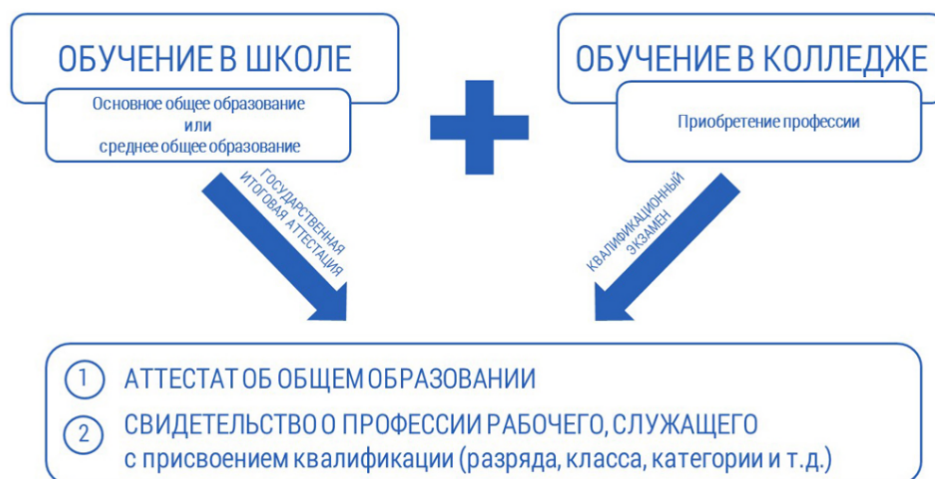 ОБУЧЕНИЕ В ШКОЛЕ
Основное общее образование
или
среднее общее образование
ОБУЧЕНИЕ В КОЛЛЕДЖЕ
Приобретение профессии
ГОСУДАРСТВЕННАЯ
ИТОГОВАЯ АТТЕСТАЦИЯ
КВАЛИФИКАЦИОННЫЙ
ЭКЗАМЕН
1 АТТЕСТАТ ОБ ОБЩЕМ ОБРАЗОВАНИИ
2 СВИДЕТЕЛЬСТВО О ПРОФЕССИИ РАБОЧЕГО, СЛУЖАЩЕГО
с присвоением квалификации (разряда, класса, категории и т.д.)